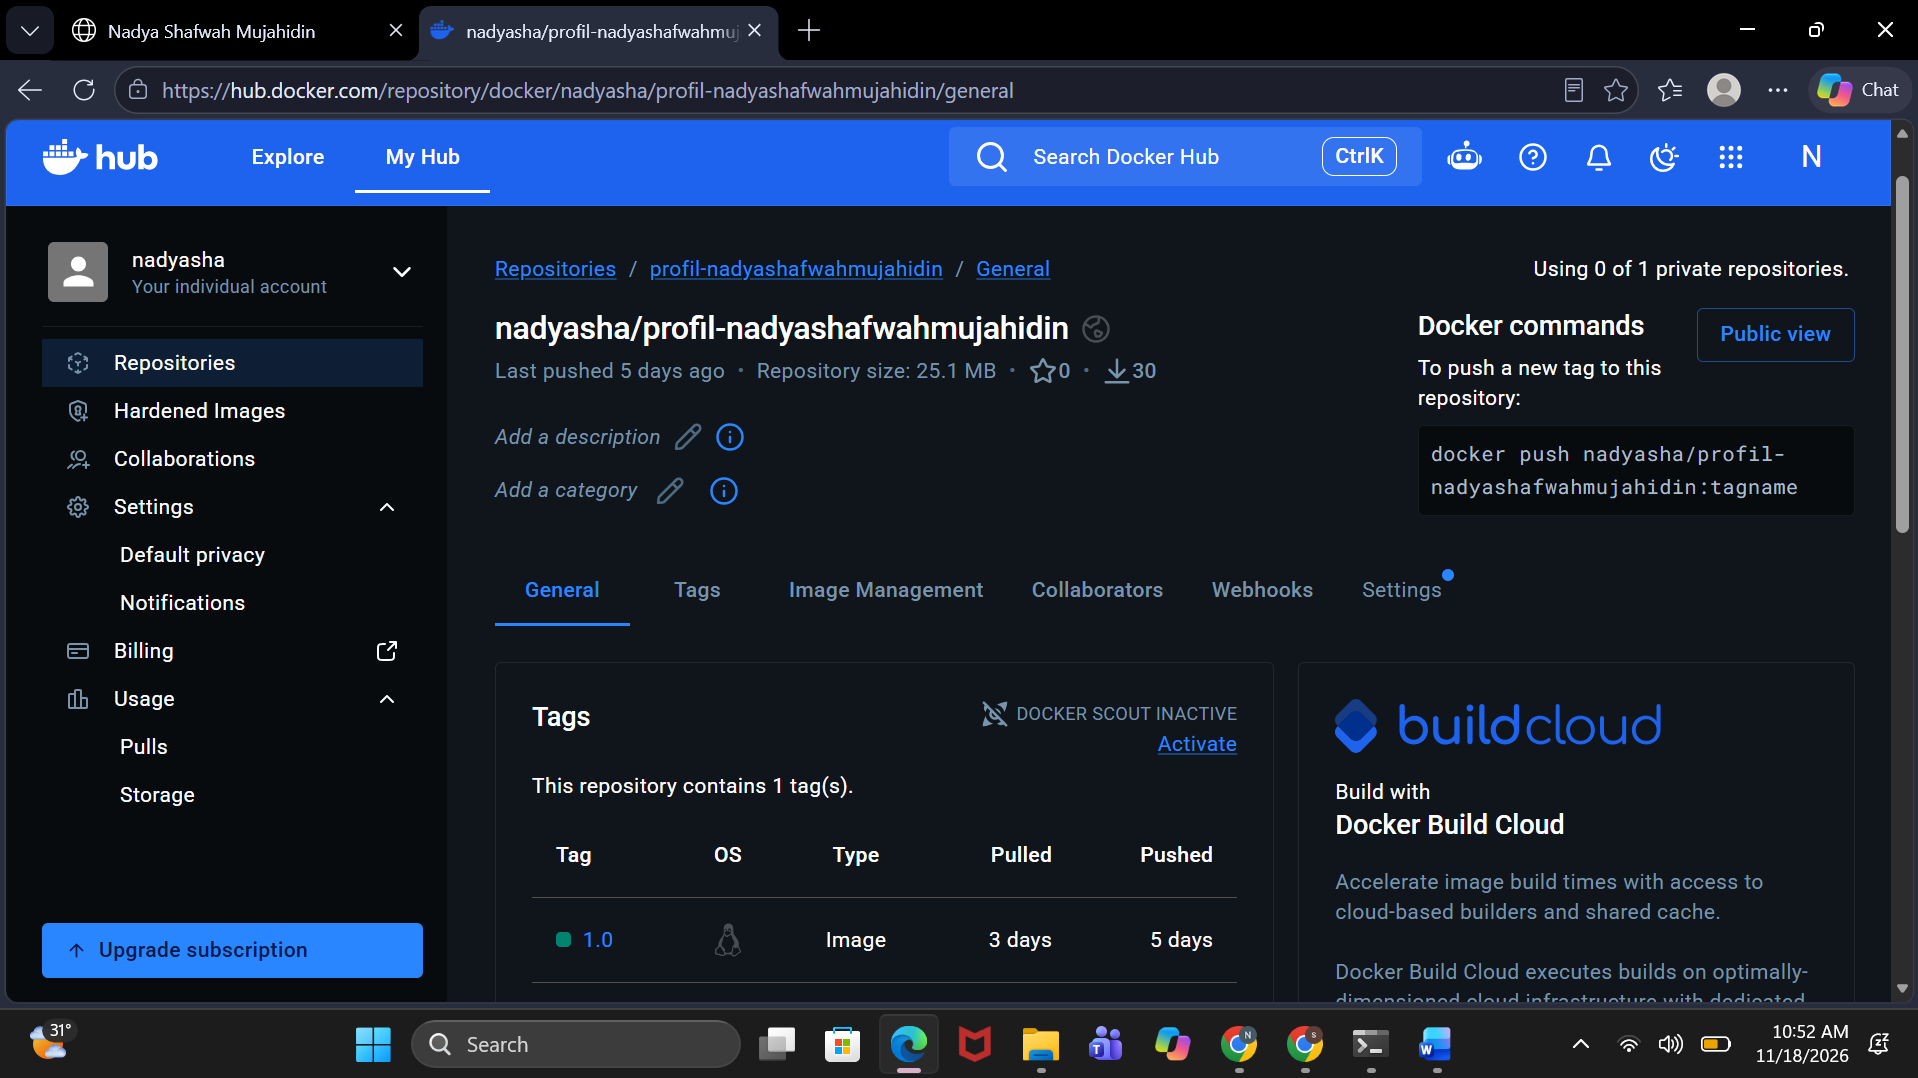 Nadya Shafwah Mujahidin
nadyasha/profil-nadyashafwahmuj
https://hub.docker.com/repository/docker/nadyasha/profil-nadyashafwahmujahidin/general
Chat
hub
Explore
My Hub
Search Docker Hub
CtrlK
N
nadyasha
Your individual account
Repositories
Hardened Images
Collaborations
Settings
Default privacy
Notifications
Billing
Usage
Pulls
Storage
Upgrade subscription
Repositories / profil-nadyashafwahmujahidin / General
Using 0 of 1 private repositories.
nadyasha/profil-nadyashafwahmujahidin
Last pushed 5 days ago • Repository size: 25.1 MB • 0 • 30
Add a description
Add a category
Docker commands
Public view
To push a new tag to this
repository:
docker push nadyasha/profil-
nadyashafwahmujahidin:tagname
General
Tags
Image Management
Collaborators
Webhooks
Settings
Tags
DOCKER SCOUT INACTIVE
Activate
This repository contains 1 tag(s).
Tag OS Type Pulled Pushed
1.0 Image 3 days 5 days
buildcloud
Build with
Docker Build Cloud
Accelerate image build times with access to
cloud-based builders and shared cache.
Docker Build Cloud executes builds on optimally-
dimensioned cloud infrastructure with dedicated
31°
Search
N
S
T
W
10:52 AM
11/18/2026